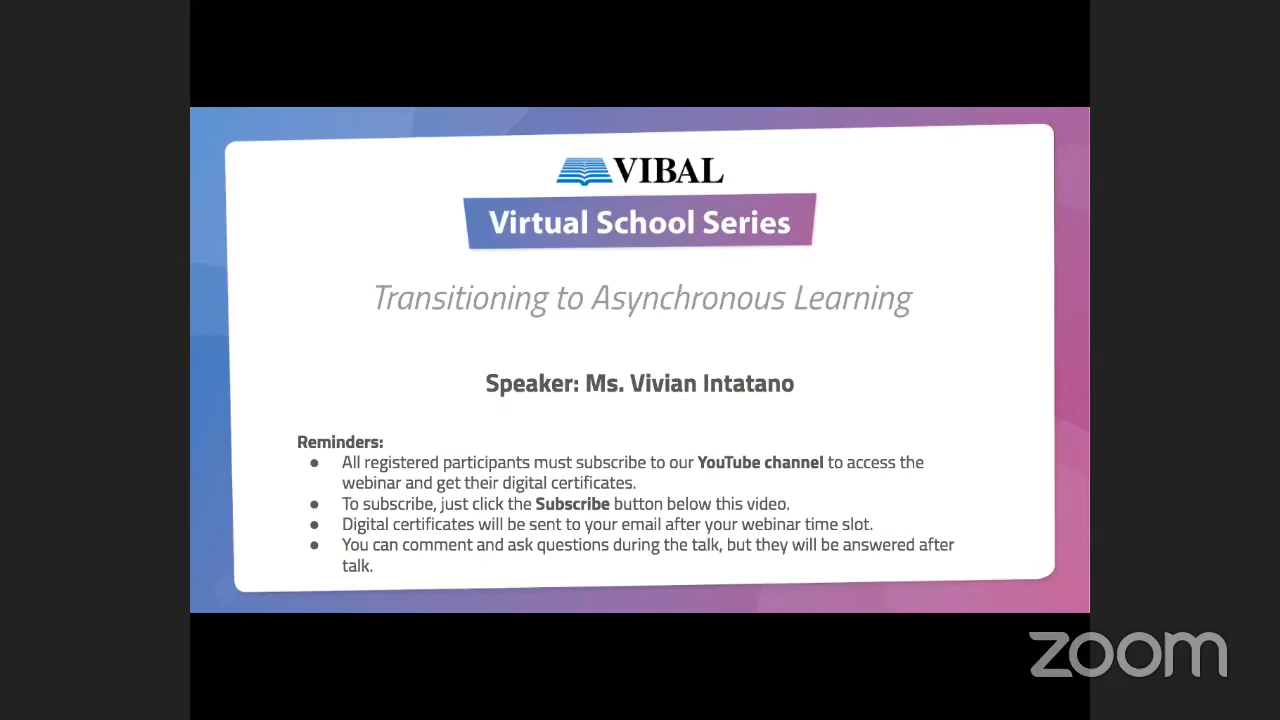 VIBAL
Virtual School Series
Transitioning to Asynchronous Learning
Speaker: Ms. Vivian Intatano
Reminders:
● All registered participants must subscribe to our YouTube channel to access the
webinar and get their digital certificates.
● To subscribe, just click the Subscribe button below this video.
● Digital certificates will be sent to your email after your webinar time slot.
● You can comment and ask questions during the talk, but they will be answered after
talk.
zoom